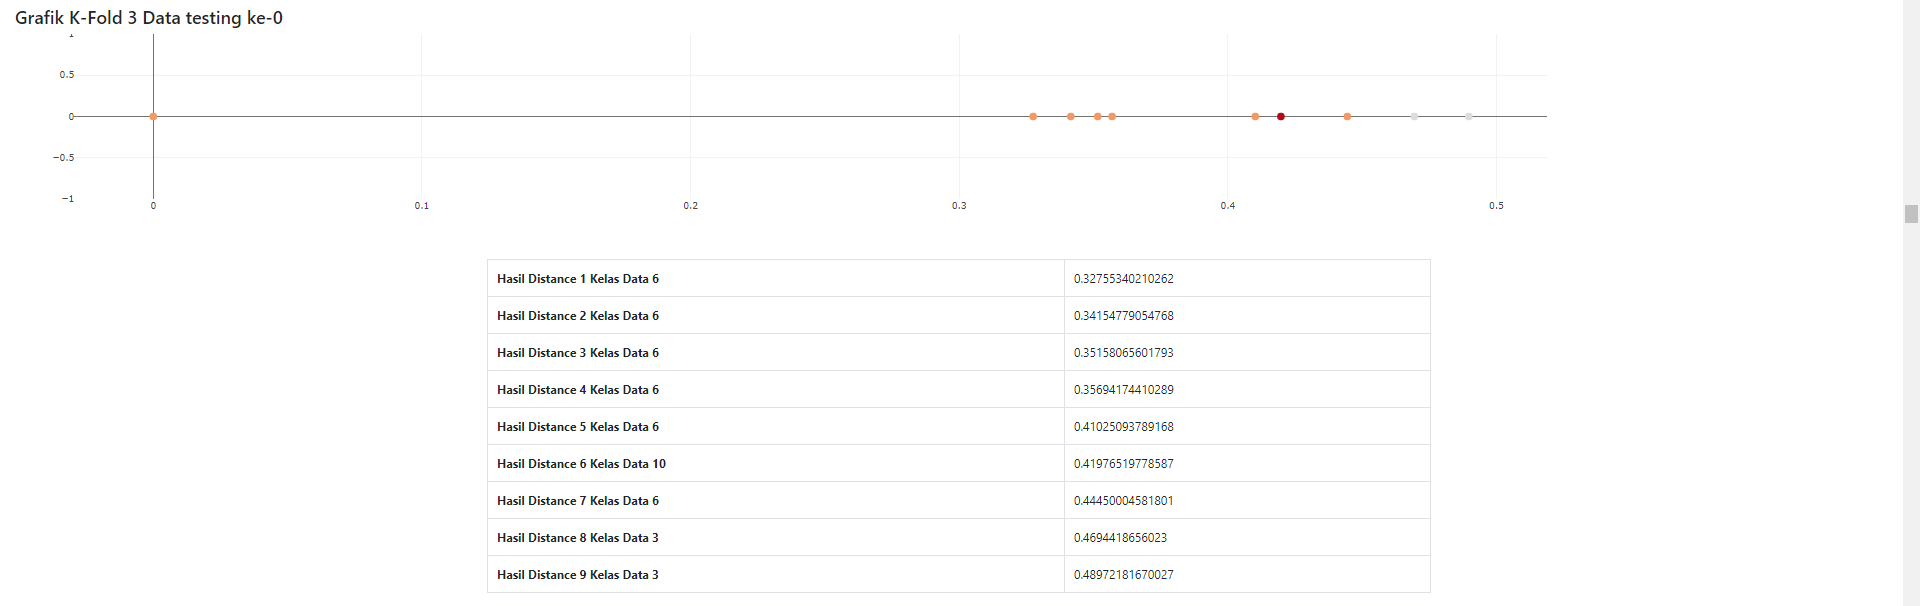 Grafik K-Fold 3 Data testing ke-0
1
0.5
0
−0.5
−1
0 0.1 0.2 0.3 0.4 0.5
Hasil Distance 1 Kelas Data 6 0.32755340210262
Hasil Distance 2 Kelas Data 6 0.34154779054768
Hasil Distance 3 Kelas Data 6 0.35158065601793
Hasil Distance 4 Kelas Data 6 0.35694174410289
Hasil Distance 5 Kelas Data 6 0.41025093789168
Hasil Distance 6 Kelas Data 10 0.41976519778587
Hasil Distance 7 Kelas Data 6 0.44450004581801
Hasil Distance 8 Kelas Data 3 0.4694418656023
Hasil Distance 9 Kelas Data 3 0.48972181670027